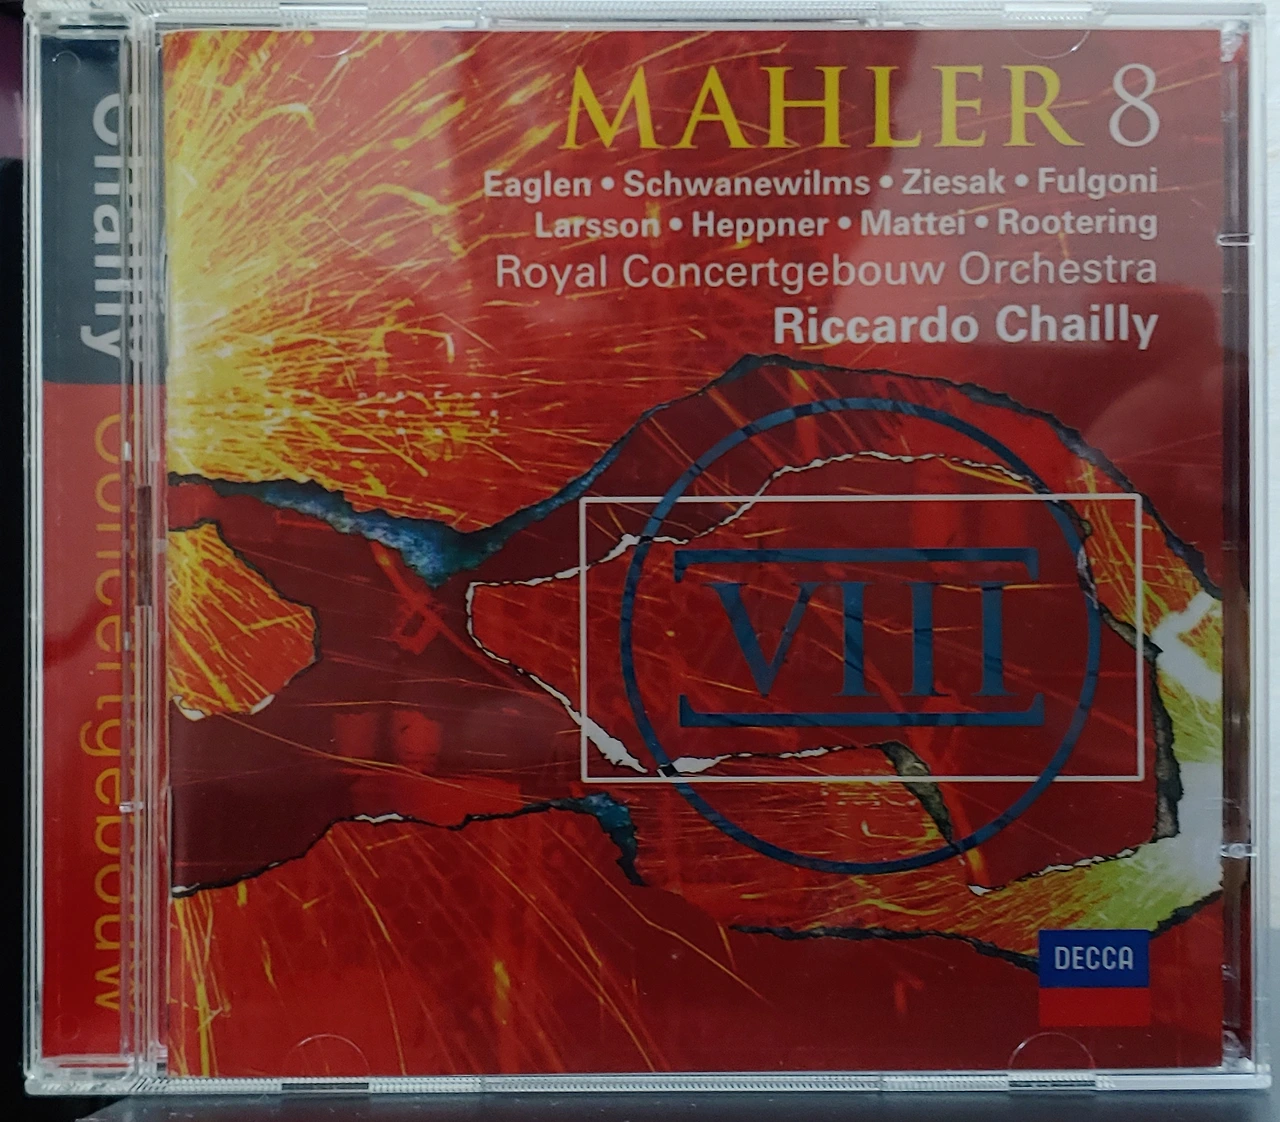 MAHLER 8
Eaglen • Schwanewilms • Ziesak • Fulgoni
Larsson • Heppner • Mattei • Rootering
Royal Concertgebouw Orchestra
Riccardo Chailly
VIII
DECCA
Chailly Concertgebouw